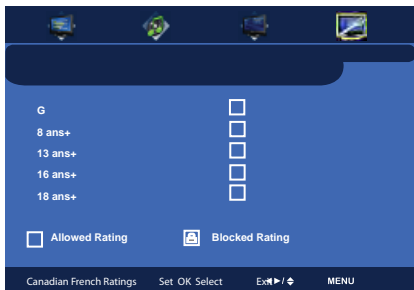 G
8 ans+
13 ans+
16 ans+
18 ans+
Allowed Rating Blocked Rating
Canadian French Ratings Set OK Select Exit ◄►/ ◆ MENU